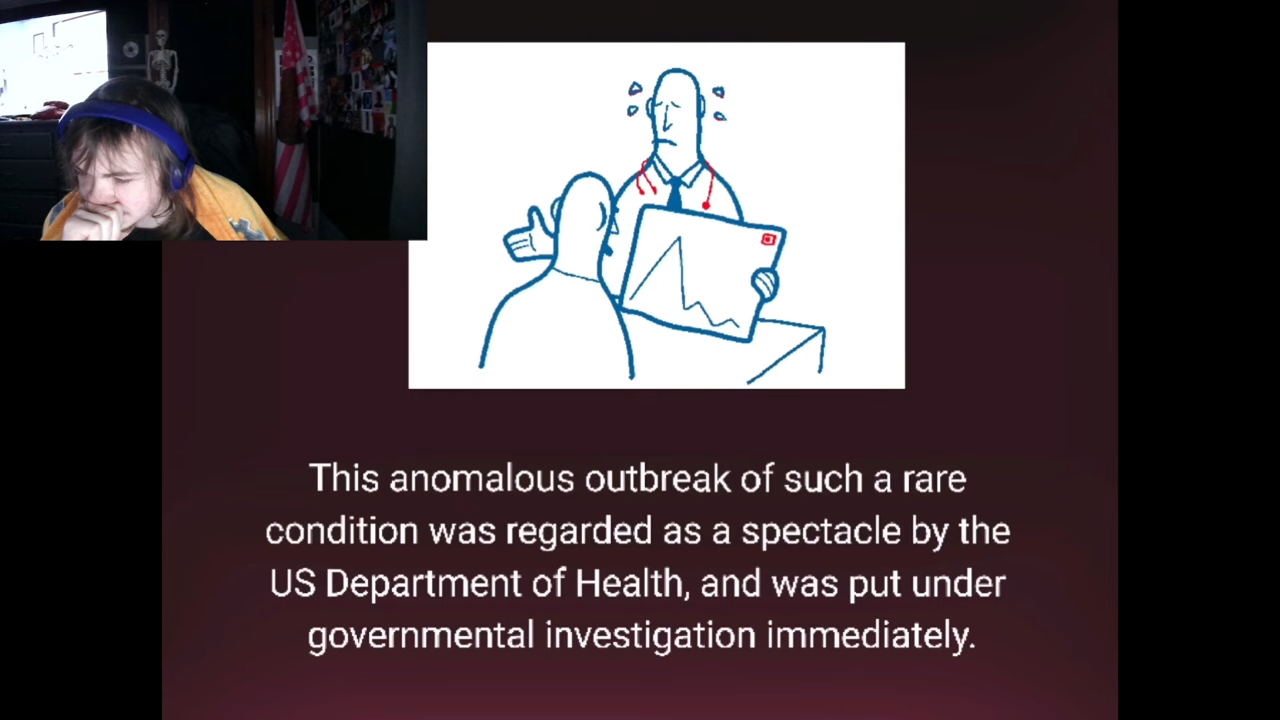 This anomalous outbreak of such a rare
condition was regarded as a spectacle by the
US Department of Health, and was put under
governmental investigation immediately.